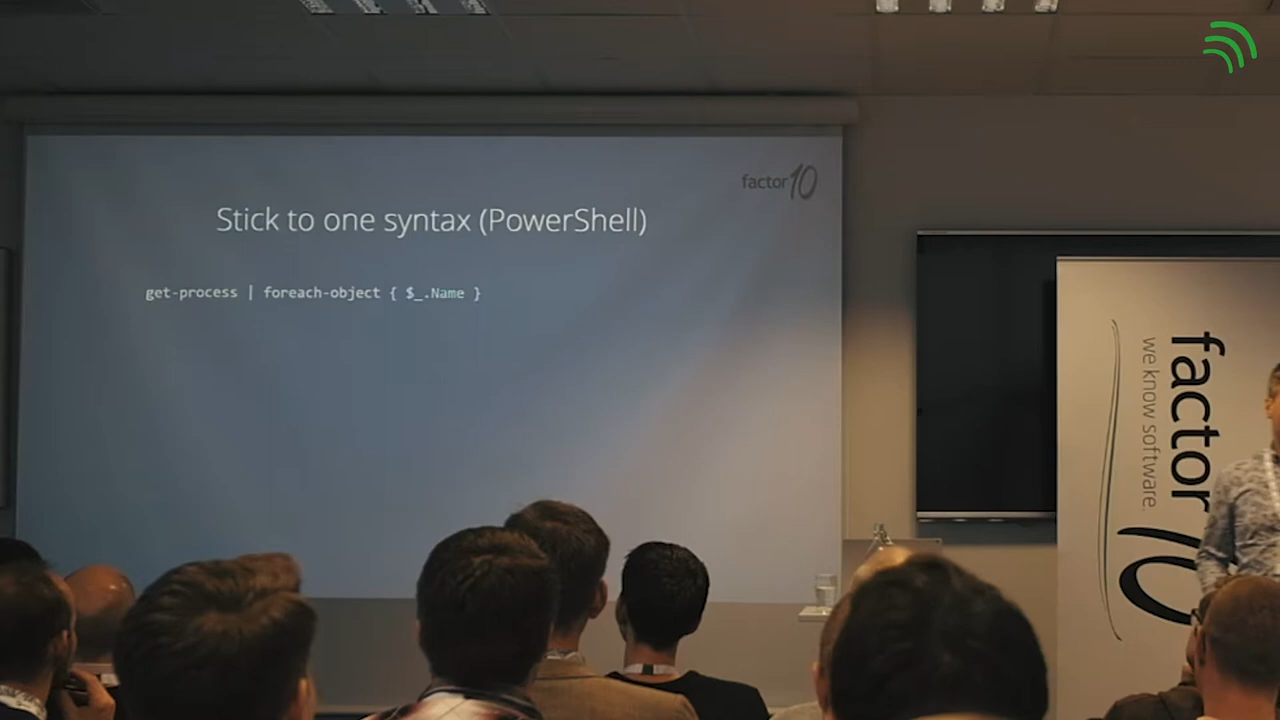 factor10
Stick to one syntax (PowerShell)
get-process | foreach-object { $_.Name }
factor10
we know software.